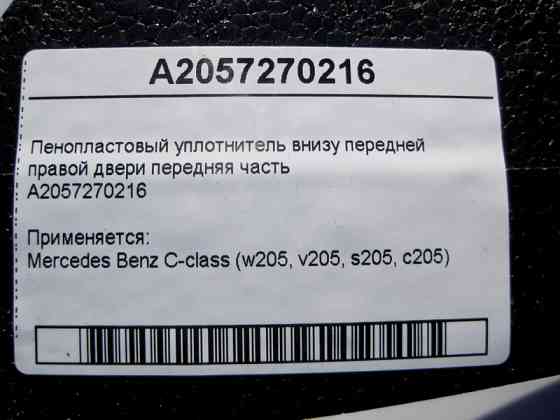 A2057270216
Пенопластовый уплотнитель внизу передней
правой двери передняя часть
A2057270216
Применяется:
Mercedes Benz C-class (w205, v205, s205, c205)